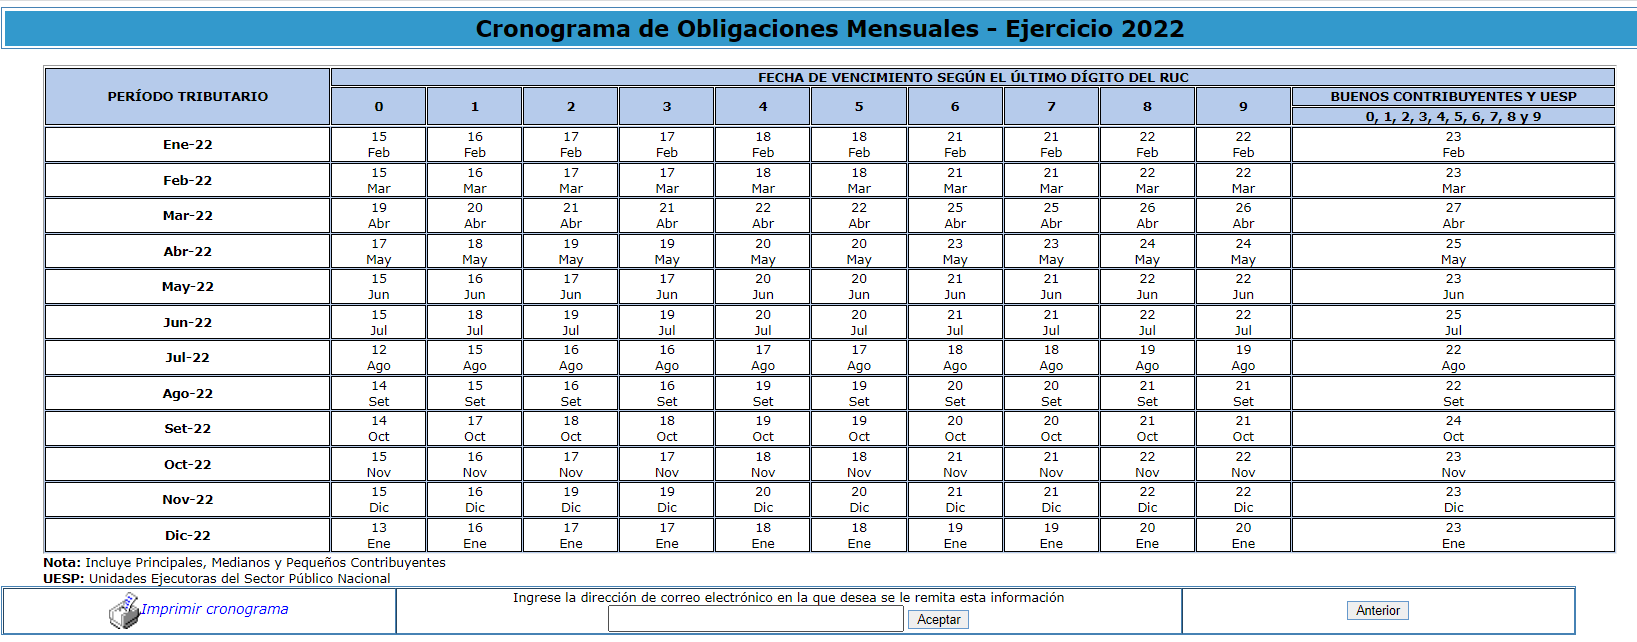 Cronograma de Obligaciones Mensuales - Ejercicio 2022
PERÍODO TRIBUTARIO
FECHA DE VENCIMIENTO SEGÚN EL ÚLTIMO DÍGITO DEL RUC
0 1 2 3 4 5 6 7 8 9
BUENOS CONTRIBUYENTES Y UESP
0, 1, 2, 3, 4, 5, 6, 7, 8 y 9
Ene-22
15 16 17 17 18 18 21 21 22 22 23
Feb Feb Feb Feb Feb Feb Feb Feb Feb Feb Feb
Feb-22
15 16 17 17 18 18 21 21 22 22 23
Mar Mar Mar Mar Mar Mar Mar Mar Mar Mar Mar
Mar-22
19 20 21 21 22 22 25 25 26 26 27
Abr Abr Abr Abr Abr Abr Abr Abr Abr Abr Abr
Abr-22
17 18 19 19 20 20 23 23 24 24 25
May May May May May May May May May May May
May-22
15 16 17 17 20 20 21 21 22 22 23
Jun Jun Jun Jun Jun Jun Jun Jun Jun Jun Jun
Jun-22
15 18 19 19 20 20 21 21 22 22 25
Jul Jul Jul Jul Jul Jul Jul Jul Jul Jul Jul
Jul-22
12 15 16 16 17 17 18 18 19 19 22
Ago Ago Ago Ago Ago Ago Ago Ago Ago Ago Ago
Ago-22
14 15 16 16 19 19 20 20 21 21 22
Set Set Set Set Set Set Set Set Set Set Set
Set-22
14 17 18 18 19 19 20 20 21 21 24
Oct Oct Oct Oct Oct Oct Oct Oct Oct Oct Oct
Oct-22
15 16 17 17 18 18 21 21 22 22 23
Nov Nov Nov Nov Nov Nov Nov Nov Nov Nov Nov
Nov-22
15 16 19 19 20 20 21 21 22 22 23
Dic Dic Dic Dic Dic Dic Dic Dic Dic Dic Dic
Dic-22
13 16 17 17 18 18 19 19 20 20 23
Ene Ene Ene Ene Ene Ene Ene Ene Ene Ene Ene
Nota: Incluye Principales, Medianos y Pequeños Contribuyentes
UESP: Unidades Ejecutoras del Sector Público Nacional
Imprimir cronograma
Ingrese la dirección de correo electrónico en la que desea se le remita esta información
Aceptar
Anterior